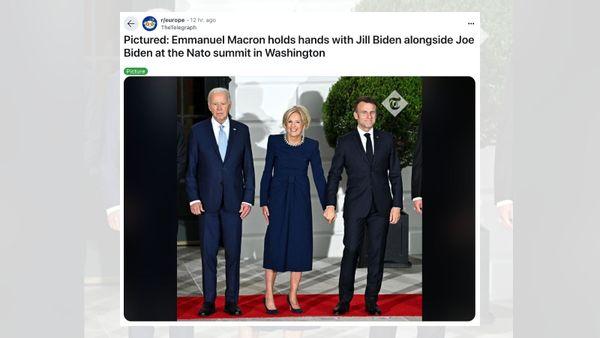 r/europe • 12 hr. ago
TheTelegraph
Pictured: Emmanuel Macron holds hands with Jill Biden alongside Joe
Biden at the Nato summit in Washington
Picture